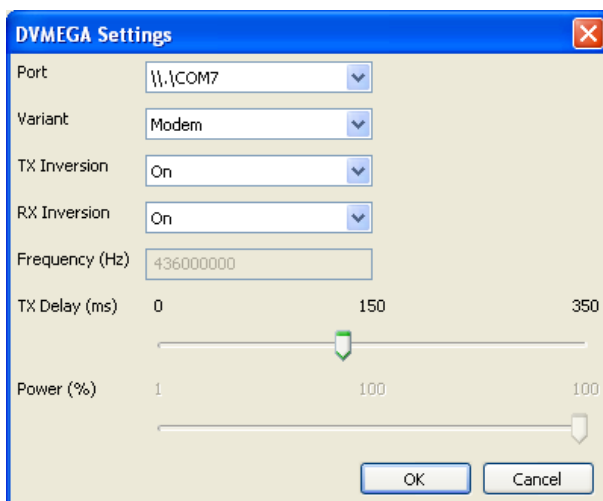 DVMEGA Settings
Port \\.\COM7
Variant Modem
TX Inversion On
RX Inversion On
Frequency (Hz) 436000000
TX Delay (ms) 0 150 350
Power (%) 1 100 100
OK Cancel